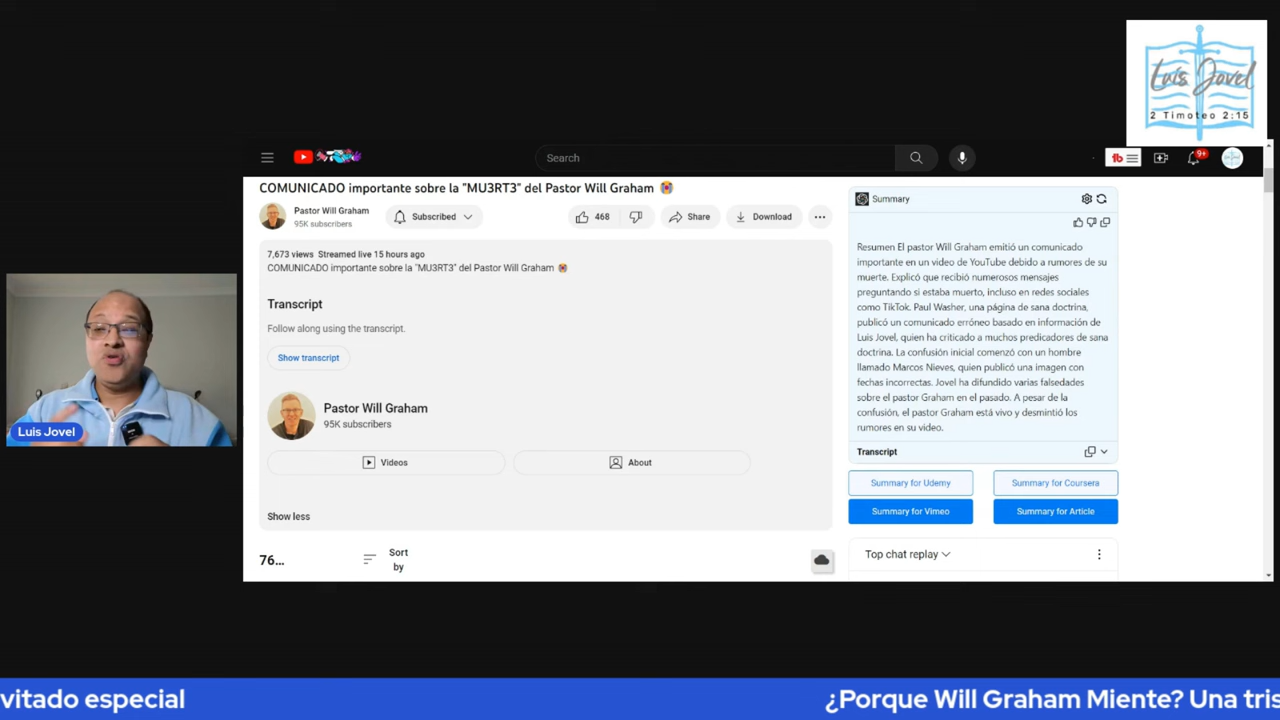 Luis Jovel
2 Timoteo 2:15
Search
9+
COMUNICADO importante sobre la "MU3RT3" del Pastor Will Graham
Pastor Will Graham
95K subscribers
Subscribed
468
Share
Download
7,673 views Streamed live 15 hours ago
COMUNICADO importante sobre la "MU3RT3" del Pastor Will Graham
Transcript
Follow along using the transcript.
Show transcript
Pastor Will Graham
95K subscribers
Videos
About
Show less
76...
Sort
by
Summary
Resumen El pastor Will Graham emitió un comunicado
importante en un video de YouTube debido a rumores de su
muerte. Explicó que recibió numerosos mensajes
preguntando si estaba muerto, incluso en redes sociales
como TikTok. Paul Washer, una página de sana doctrina,
publicó un comunicado erróneo basado en información de
Luis Jovel, quien ha criticado a muchos predicadores de sana
doctrina. La confusión inicial comenzó con un hombre
llamado Marcos Nieves, quien publicó una imagen con
fechas incorrectas. Jovel ha difundido varias falsedades
sobre el pastor Graham en el pasado. A pesar de la
confusión, el pastor Graham está vivo y desmintió los
rumores en su video.
Transcript
Summary for Udemy
Summary for Coursera
Summary for Vimeo
Summary for Article
Top chat replay
Luis Jovel
vitado especial
¿Porque Will Graham Miente? Una tris